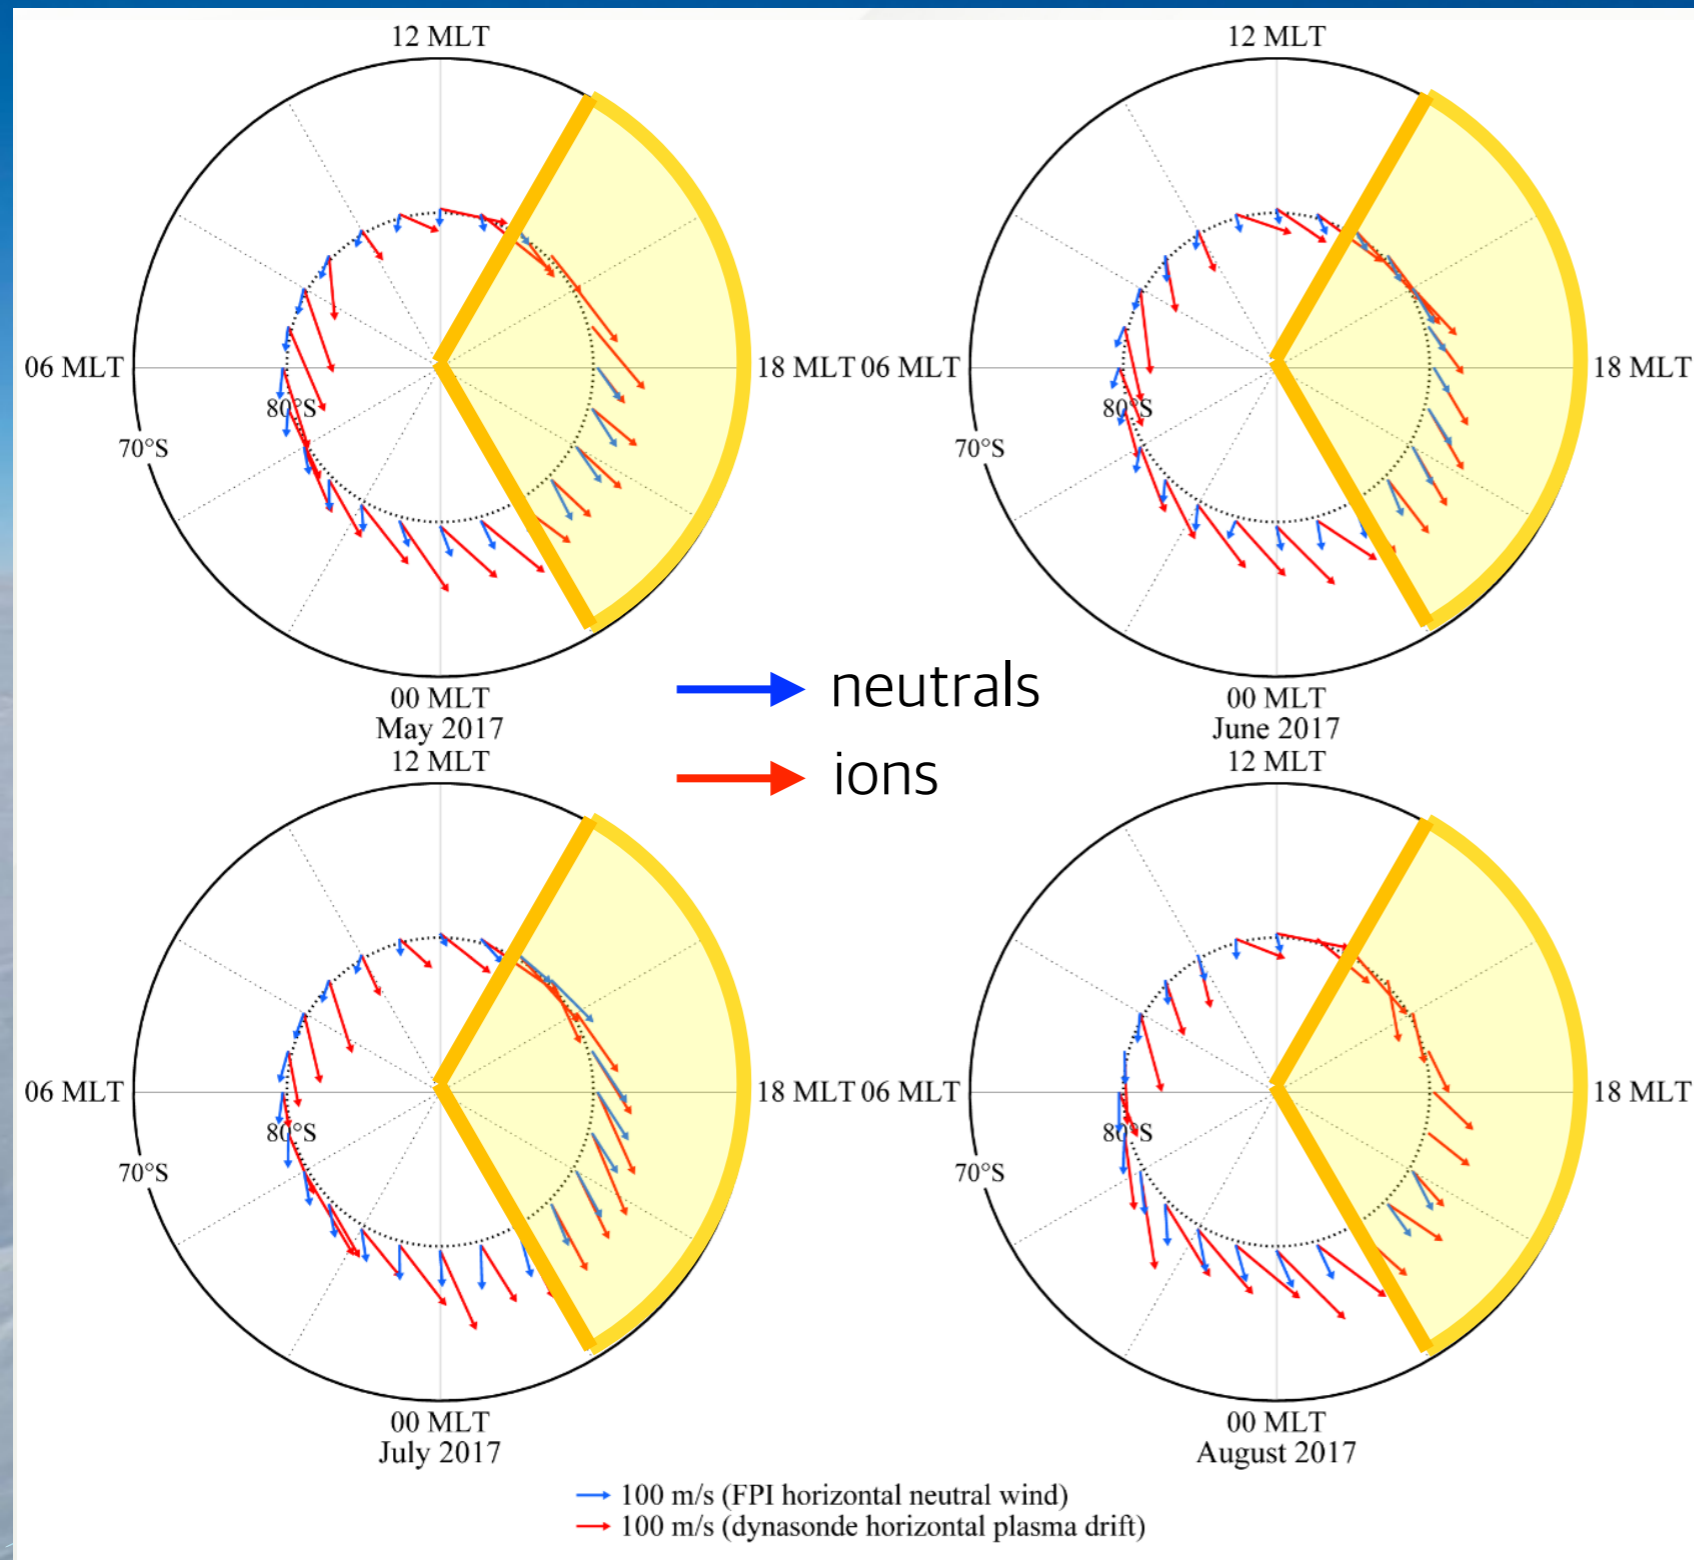 12 MLT
12 MLT
06 MLT
18 MLT
06 MLT
18 MLT
80°S
80°S
70°S
70°S
00 MLT
00 MLT
May 2017
June 2017
neutrals
ions
12 MLT
12 MLT
06 MLT
18 MLT
06 MLT
18 MLT
80°S
80°S
70°S
70°S
00 MLT
00 MLT
July 2017
August 2017
100 m/s (FPI horizontal neutral wind)
100 m/s (dynasonde horizontal plasma drift)